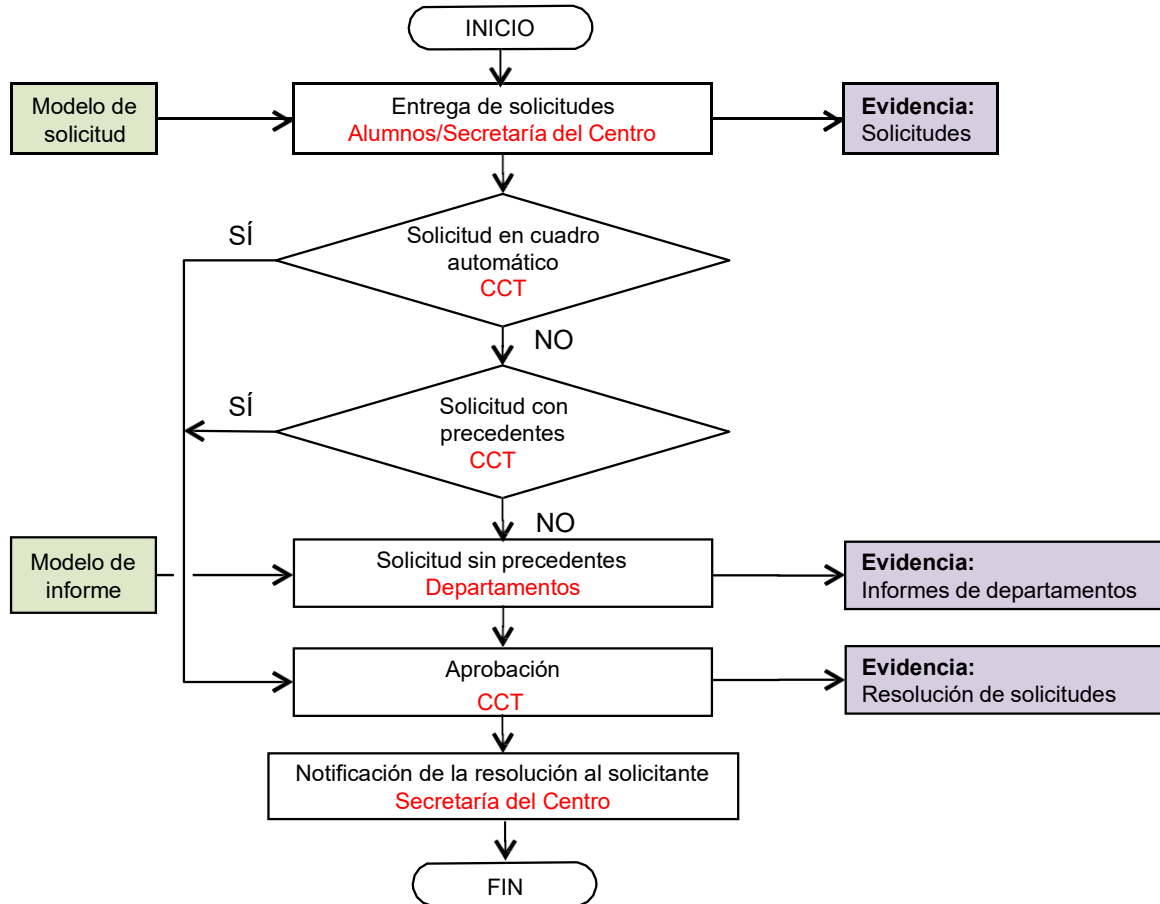 INICIO
Modelo de
solicitud
Entrega de solicitudes
Alumnos/Secretaría del Centro
Evidencia:
Solicitudes
SÍ
Solicitud en cuadro
automático
CCT
NO
SÍ
Solicitud con
precedentes
CCT
NO
Modelo de
informe
Solicitud sin precedentes
Departamentos
Evidencia:
Informes de departamentos
Aprobación
CCT
Evidencia:
Resolución de solicitudes
Notificación de la resolución al solicitante
Secretaría del Centro
FIN